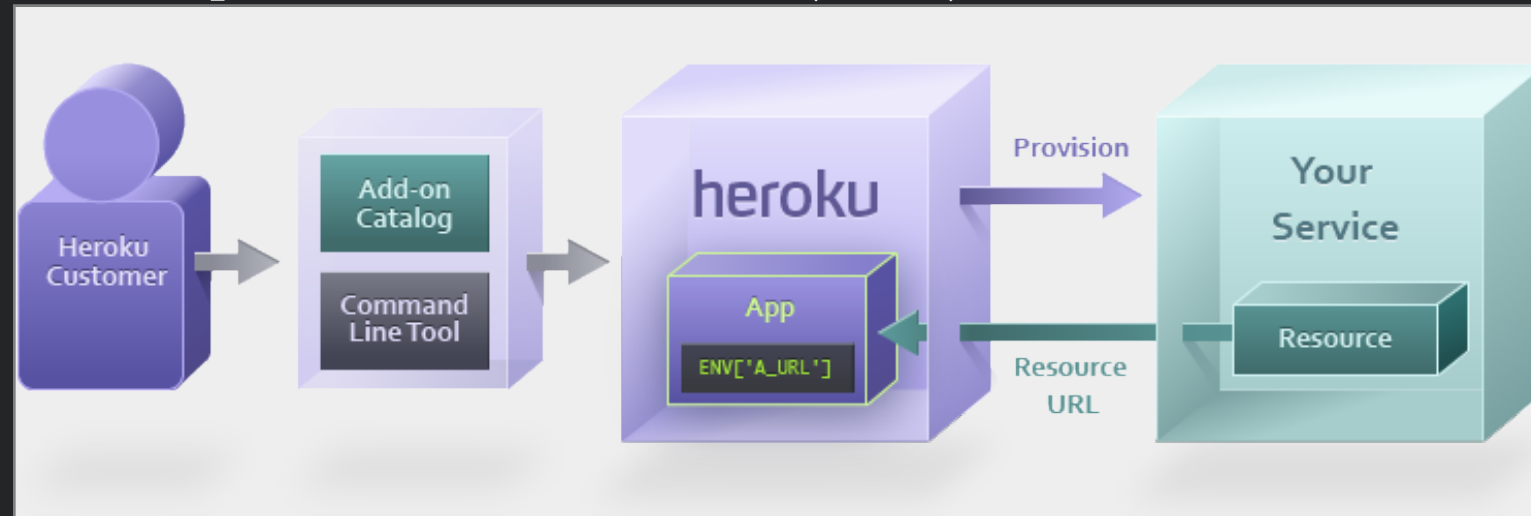 Heroku
Customer
Add-on
Catalog
Command
Line Tool
heroku
App
ENV['A_URL']
Provision
Resource
URL
Your
Service
Resource